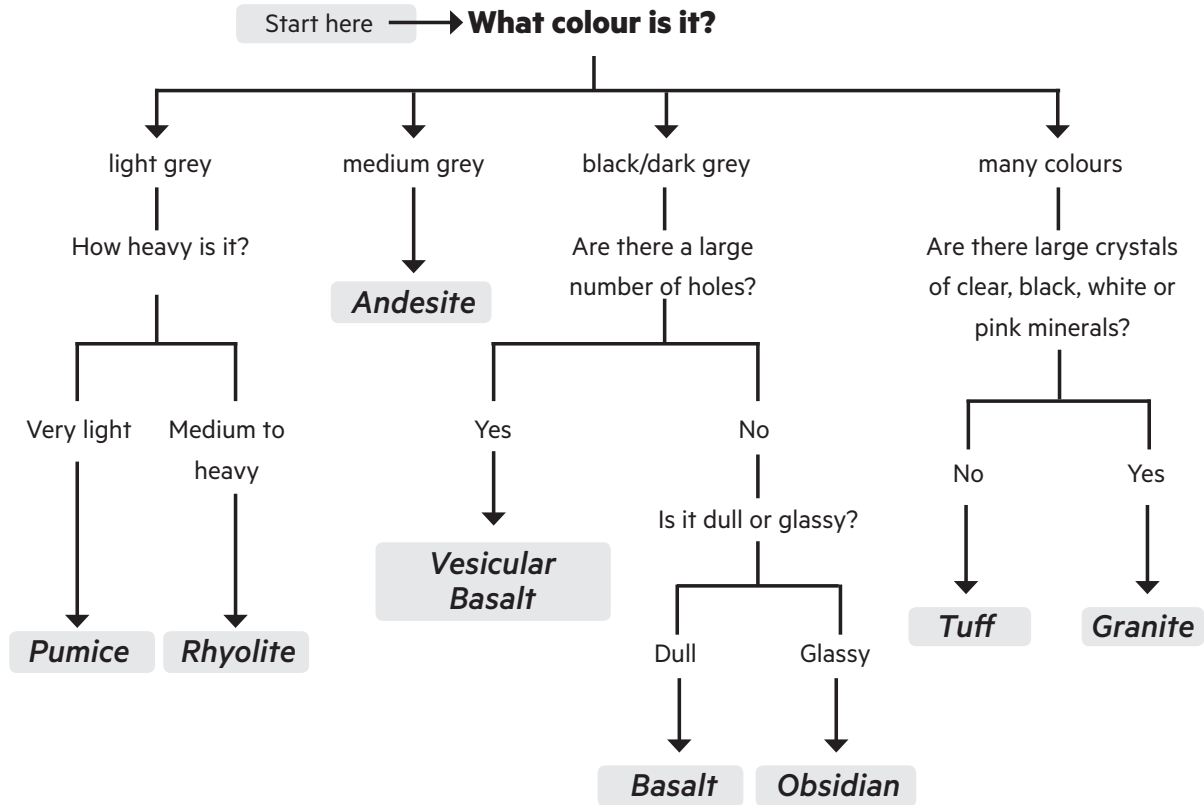 Start here
What colour is it?
light grey
medium grey
black/dark grey
many colours
How heavy is it?
Are there a large
number of holes?
Are there large crystals
of clear, black, white or
pink minerals?
Andesite
Very light
Medium to
heavy
Yes
No
No
Yes
Is it dull or glassy?
Vesicular
Basalt
Pumice
Rhyolite
Tuff
Granite
Dull
Glassy
Basalt
Obsidian